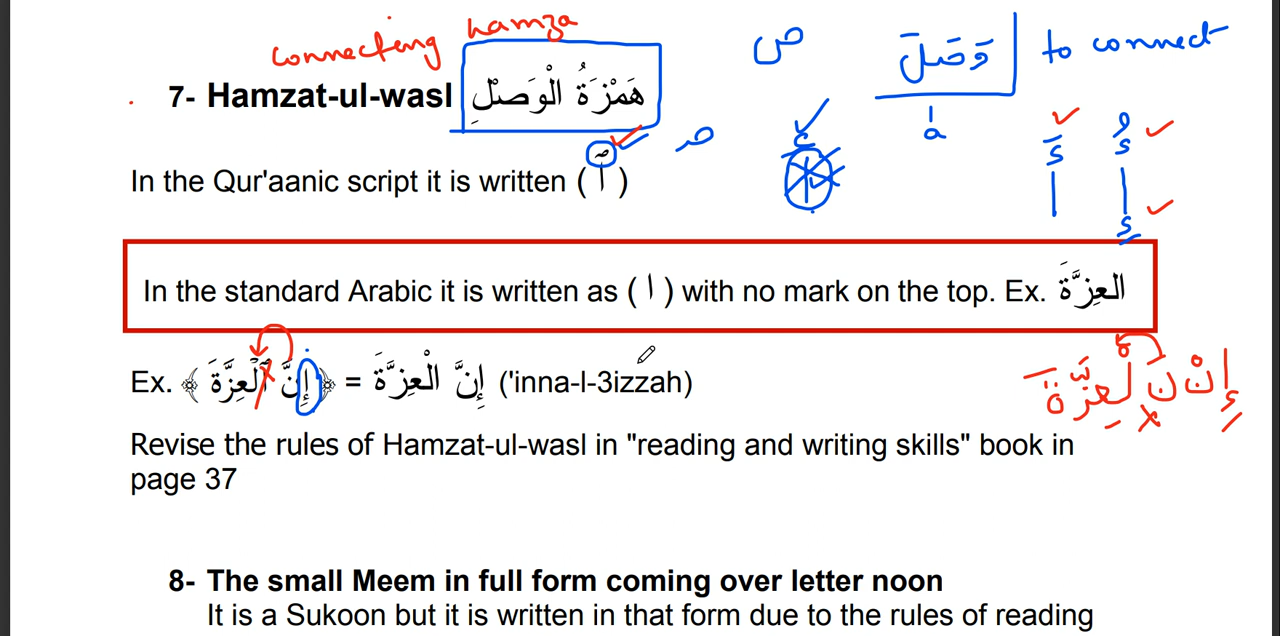 connecting hamza ص وَصَلَ to connect
7- Hamzat-ul-wasl هَمْزَةُ الْوَصْلِ
a
In the Qur'aanic script it is written (ٱ)
In the standard Arabic it is written as (ا) with no mark on the top. Ex. العِزَّةَ
Ex. ﴿إِنَّ ٱلْعِزَّةَ﴾ = إِنَّ الْعِزَّةَ ('inna-l-3izzah)
إِنْ نَ لْعِزَّةَ
Revise the rules of Hamzat-ul-wasl in "reading and writing skills" book in
page 37
8- The small Meem in full form coming over letter noon
It is a Sukoon but it is written in that form due to the rules of reading